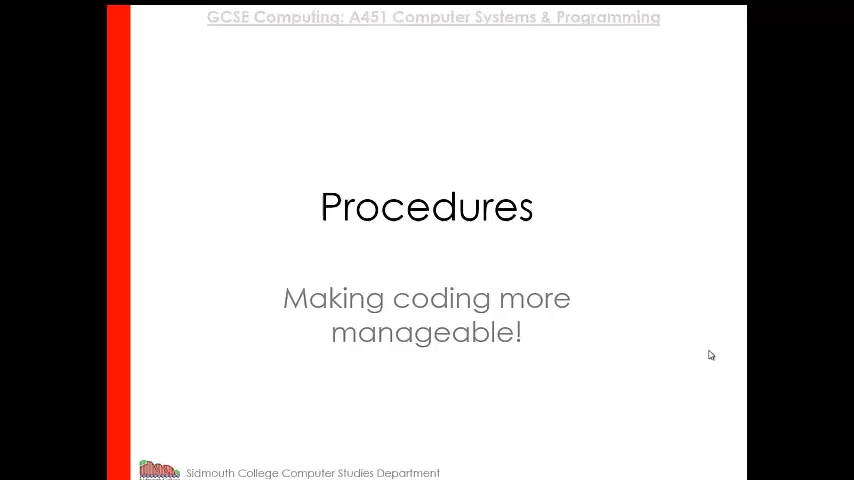 GCSE Computing: A451 Computer Systems & Programming
Procedures
Making coding more
manageable!
Sidmouth College Computer Studies Department